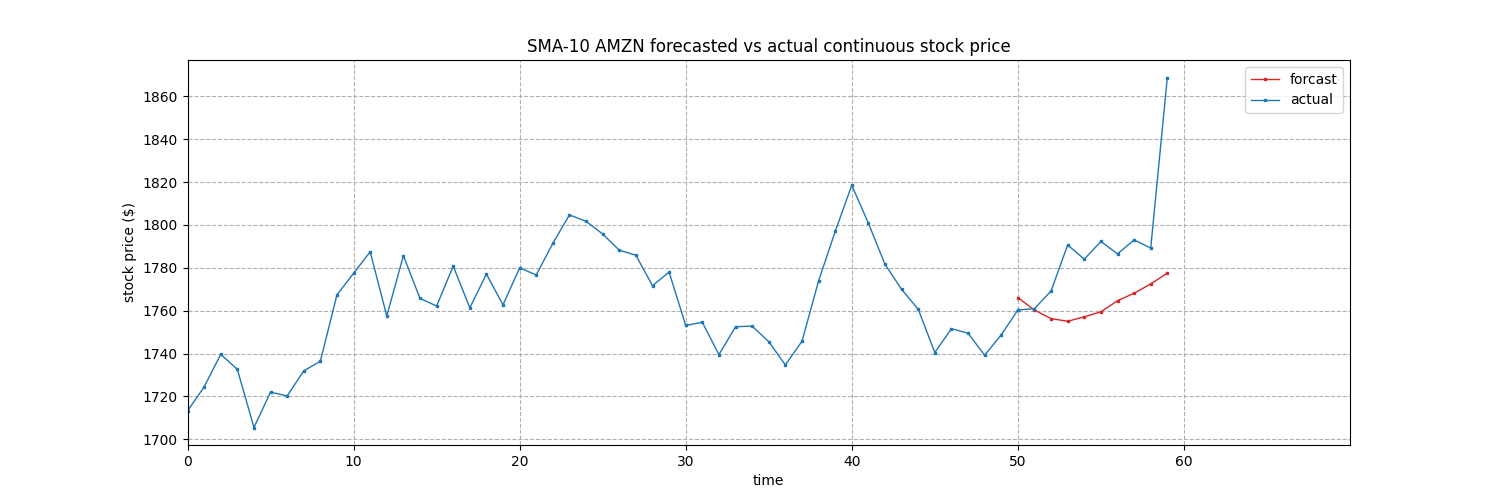 SMA-10 AMZN forecasted vs actual continuous stock price
forcast
actual
1860
1840
1820
1800
1780
1760
1740
1720
1700
stock price ($)
0 10 20 30 40 50 60
time